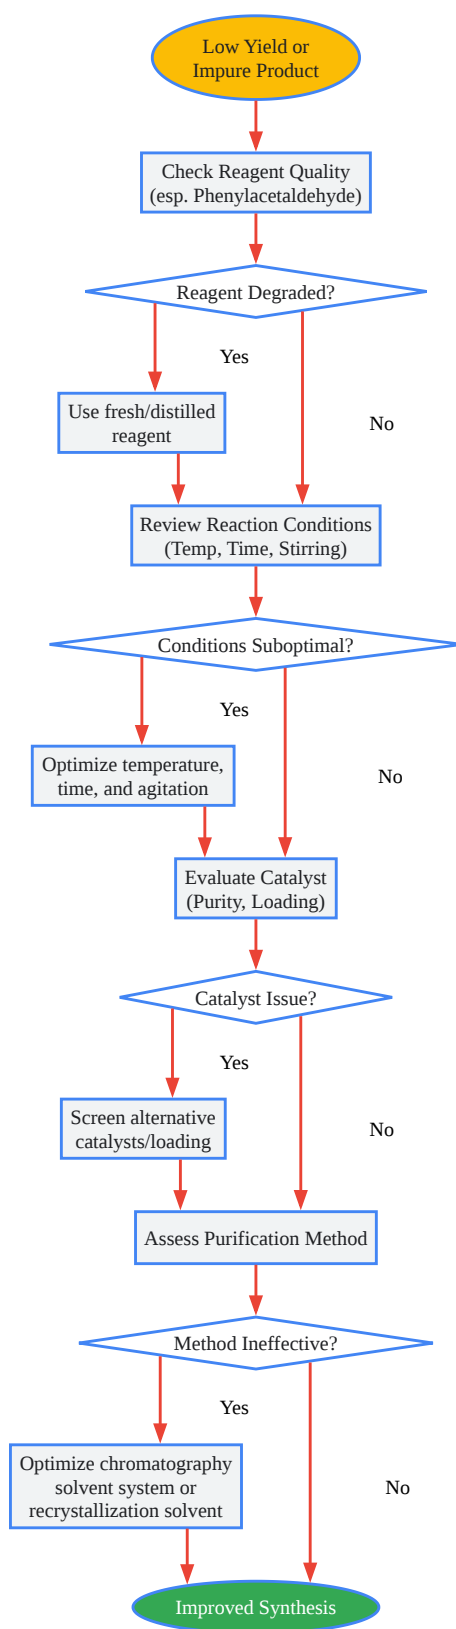 Low Yield or
Impure Product
Check Reagent Quality
(esp. Phenylacetaldehyde)
Reagent Degraded?
Yes
Use fresh/distilled
reagent
No
Review Reaction Conditions
(Temp, Time, Stirring)
Conditions Suboptimal?
Yes
Optimize temperature,
time, and agitation
No
Evaluate Catalyst
(Purity, Loading)
Catalyst Issue?
Yes
Screen alternative
catalysts/loading
No
Assess Purification Method
Method Ineffective?
Yes
Optimize chromatography
solvent system or
recrystallization solvent
No
Improved Synthesis